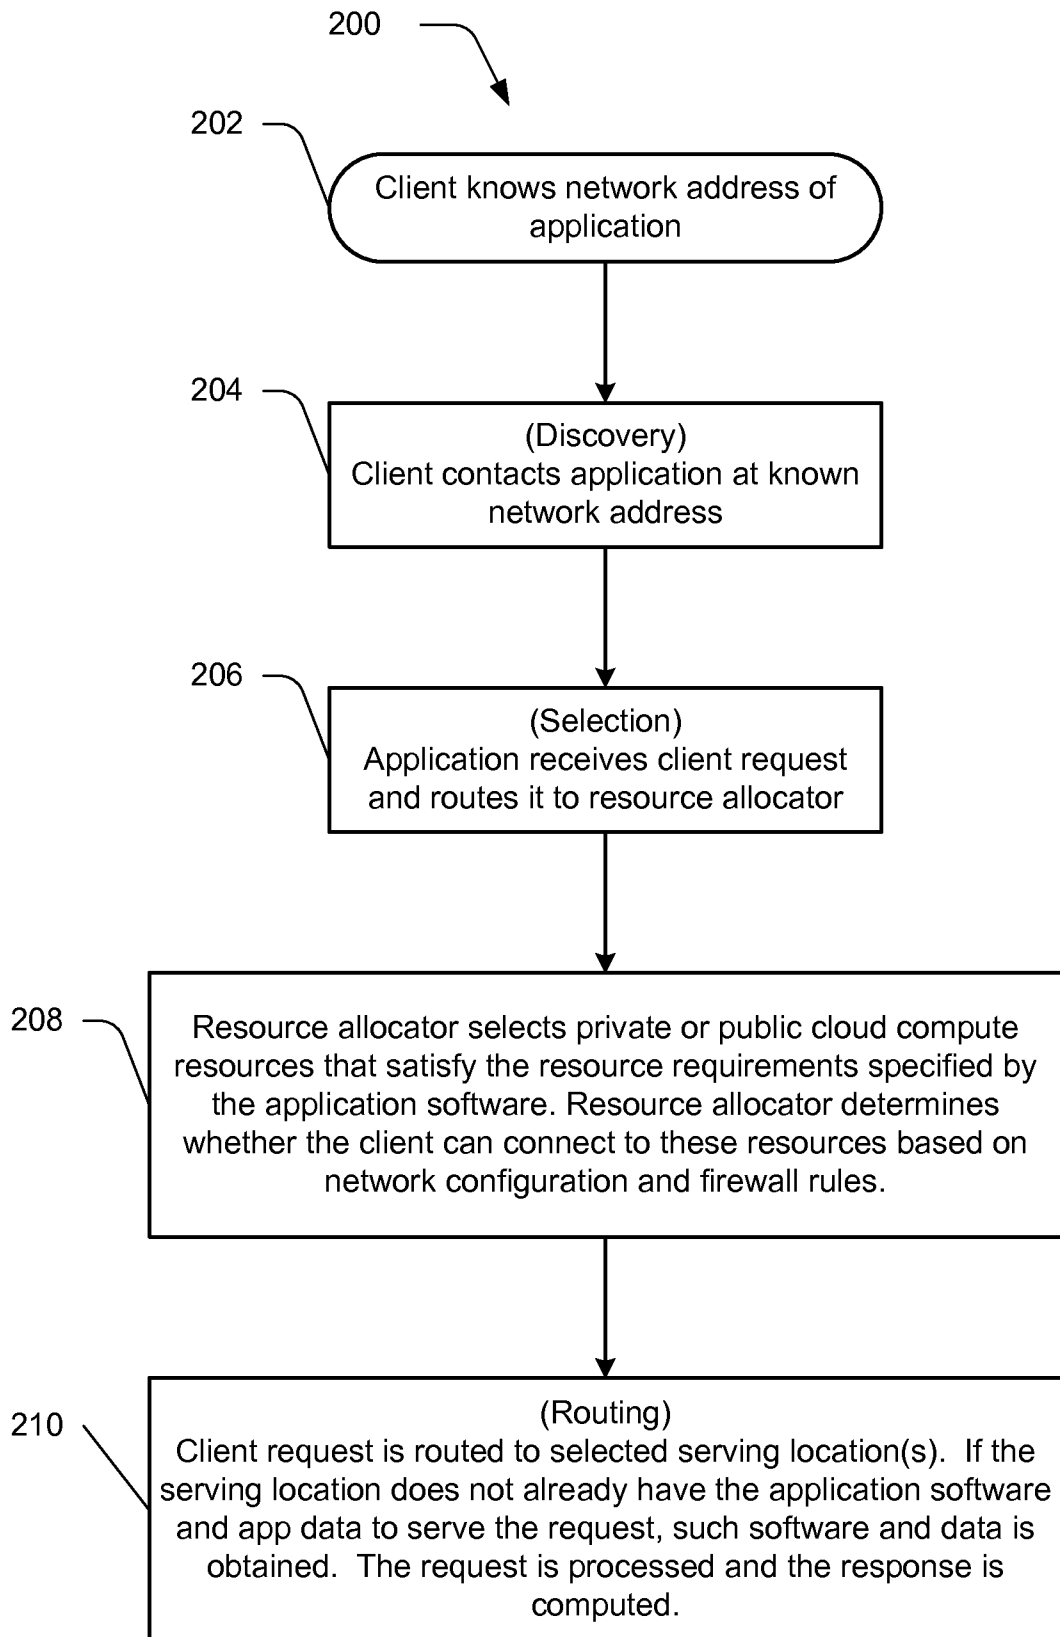 200
202
Client knows network address of
application
204
(Discovery)
Client contacts application at known
network address
206
(Selection)
Application receives client request
and routes it to resource allocator
208
Resource allocator selects private or public cloud compute
resources that satisfy the resource requirements specified by
the application software. Resource allocator determines
whether the client can connect to these resources based on
network configuration and firewall rules.
210
(Routing)
Client request is routed to selected serving location(s).  If the
serving location does not already have the application software
and app data to serve the request, such software and data is
obtained.  The request is processed and the response is
computed.